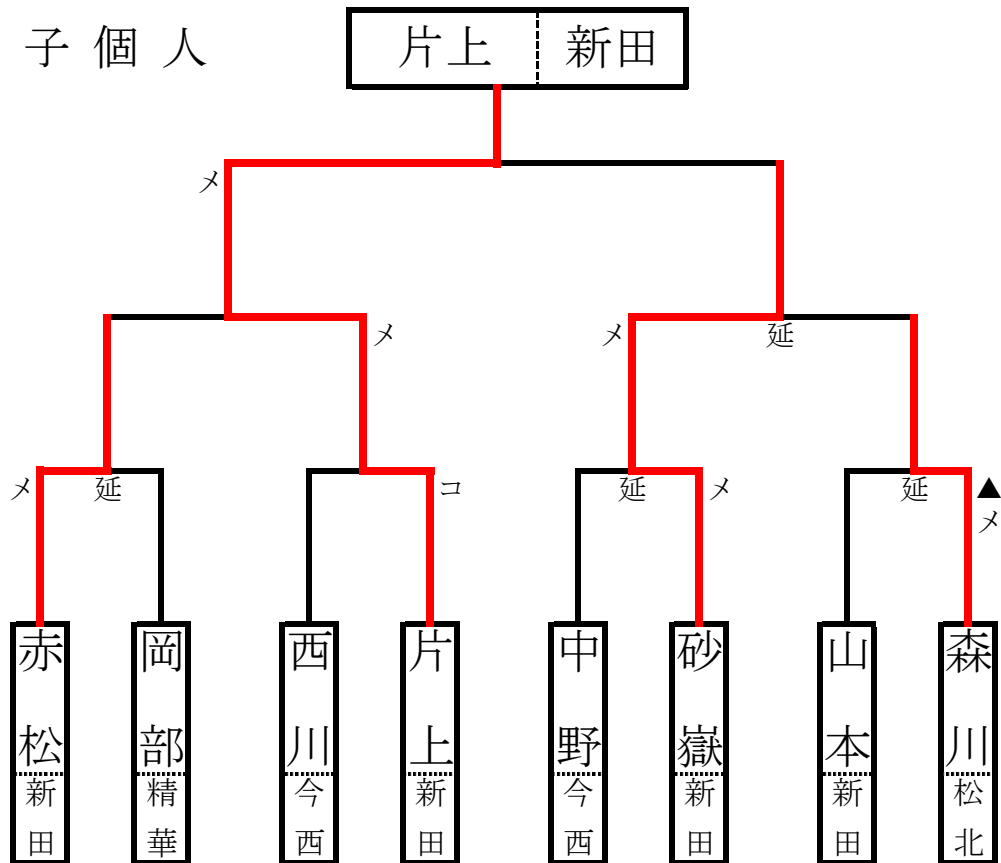 子個人
片上 新田
メ
メ メ 延
メ 延 コ 延 メ 延 ▲
メ
赤松 新田
岡部 精華
西川 今西
片上 新田
中野 今西
砂嶽 新田
山本 新田
森川 松北